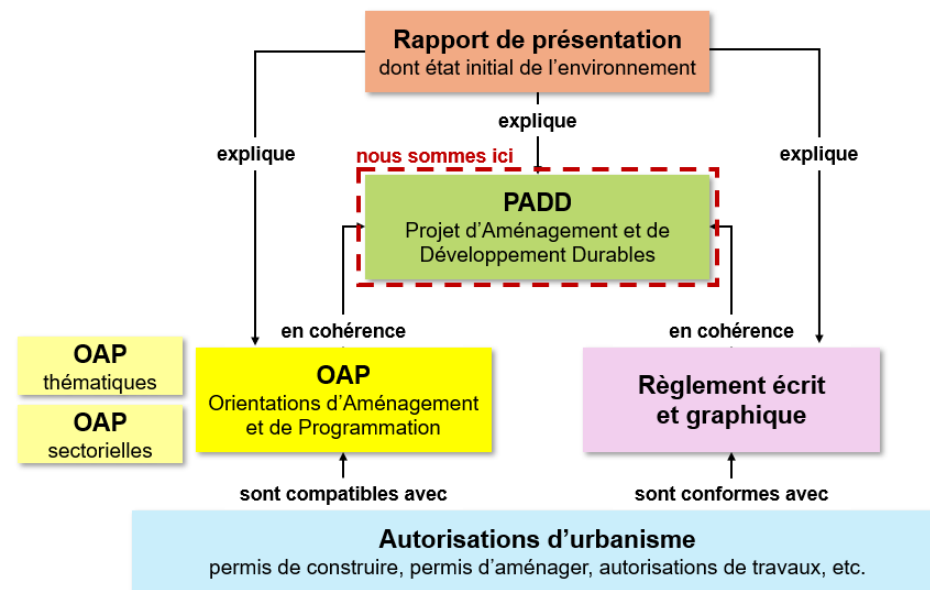 Rapport de présentation
dont état initial de l’environnement
explique
explique
explique
nous sommes ici
PADD
Projet d’Aménagement et de
Développement Durables
en cohérence
en cohérence
OAP
thématiques
OAP
sectorielles
OAP
Orientations d’Aménagement
et de Programmation
Règlement écrit
et graphique
sont compatibles avec
sont conformes avec
Autorisations d’urbanisme
permis de construire, permis d’aménager, autorisations de travaux, etc.